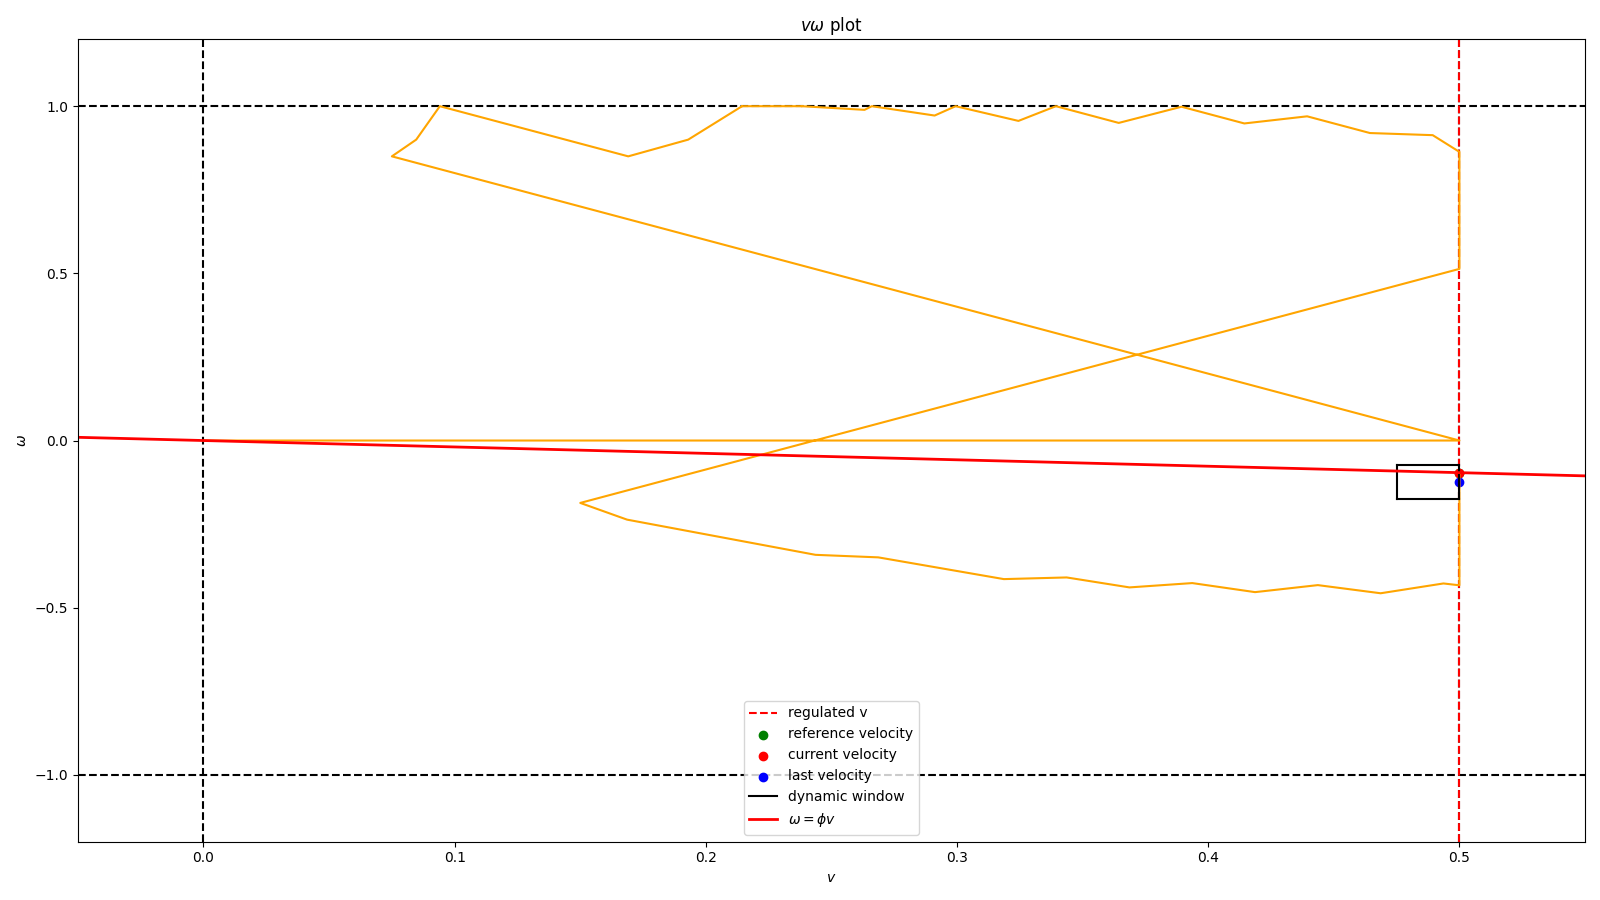 vω plot
1.0
0.5
0.0
−0.5
−1.0
ω
regulated v
reference velocity
current velocity
last velocity
dynamic window
ω = ϕv
0.0 0.1 0.2 0.3 0.4 0.5
v